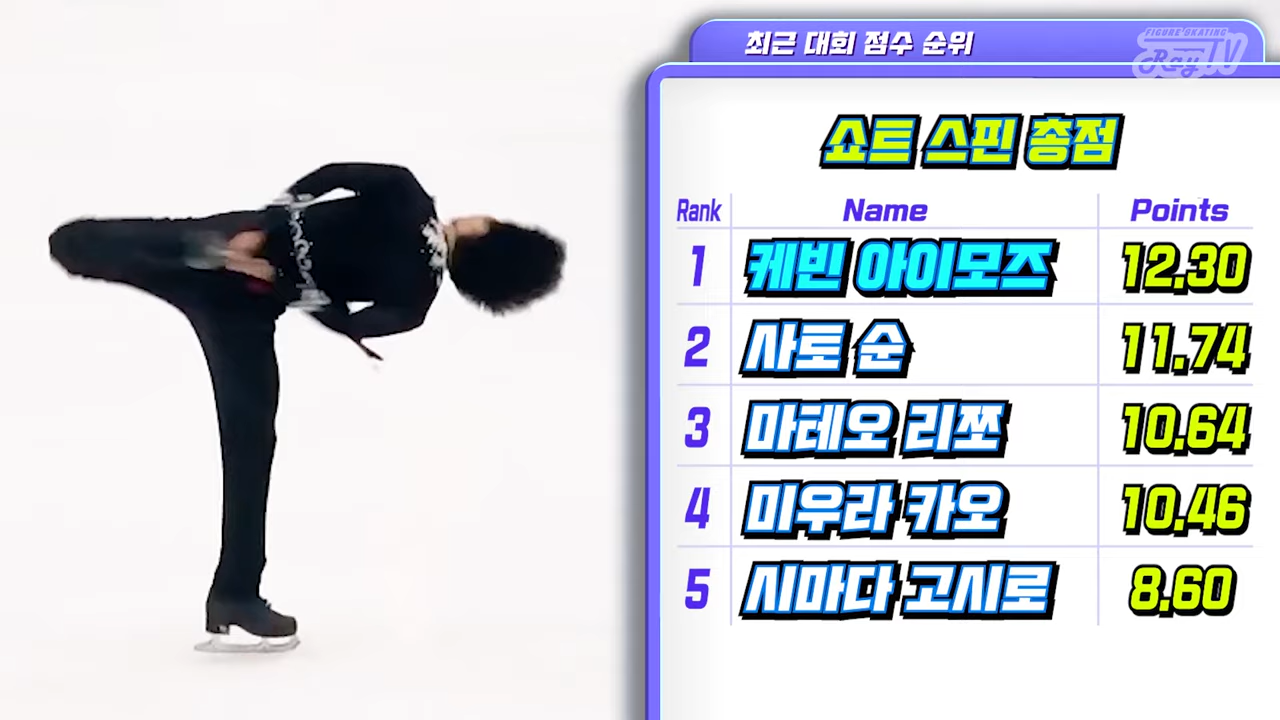 최근 대회 점수 순위
FIGURE SKATING
Ray TV
쇼트 스핀 총점
Rank Name Points
1 케빈 아이모즈 12.30
2 사토 슌 11.74
3 마테오 리쪼 10.64
4 미우라 카오 10.46
5 시마다 고시로 8.60